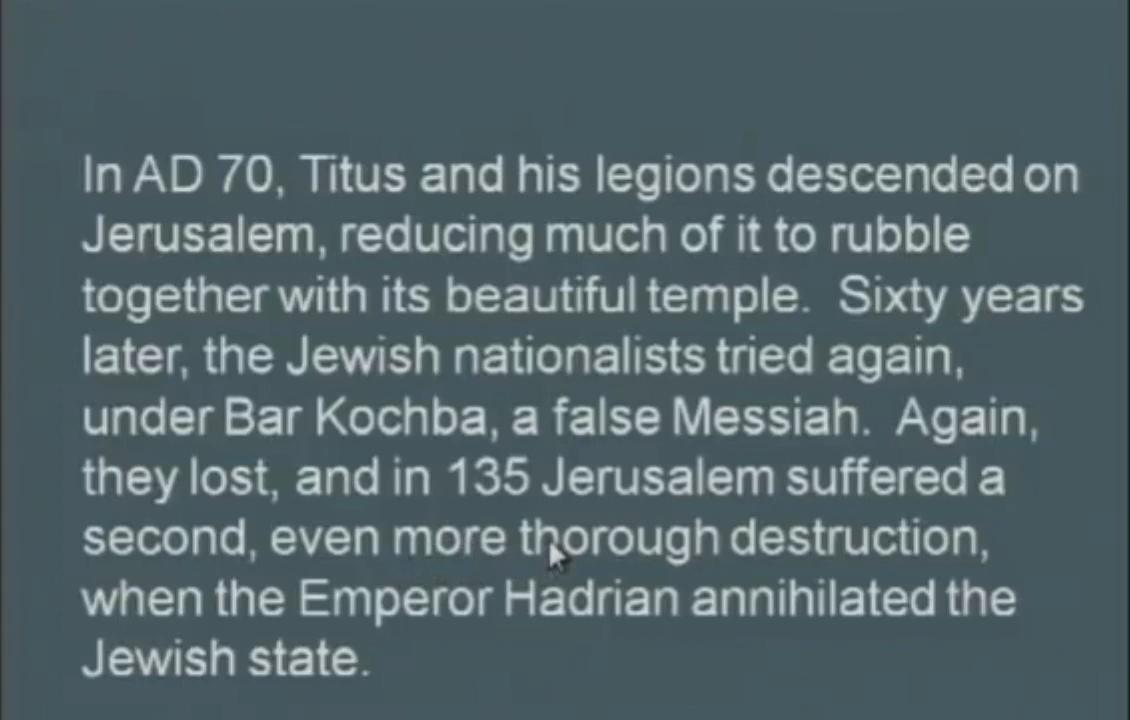 In AD 70, Titus and his legions descended on
Jerusalem, reducing much of it to rubble
together with its beautiful temple.  Sixty years
later, the Jewish nationalists tried again,
under Bar Kochba, a false Messiah.  Again,
they lost, and in 135 Jerusalem suffered a
second, even more thorough destruction,
when the Emperor Hadrian annihilated the
Jewish state.